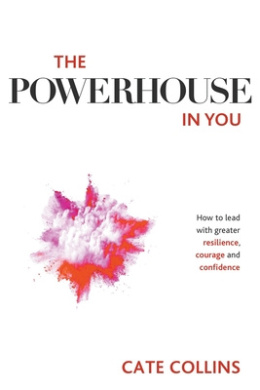 THE
POWERHOUSE
IN YOU
How to lead
with greater
resilience,
courage and
confidence
CATE COLLINS